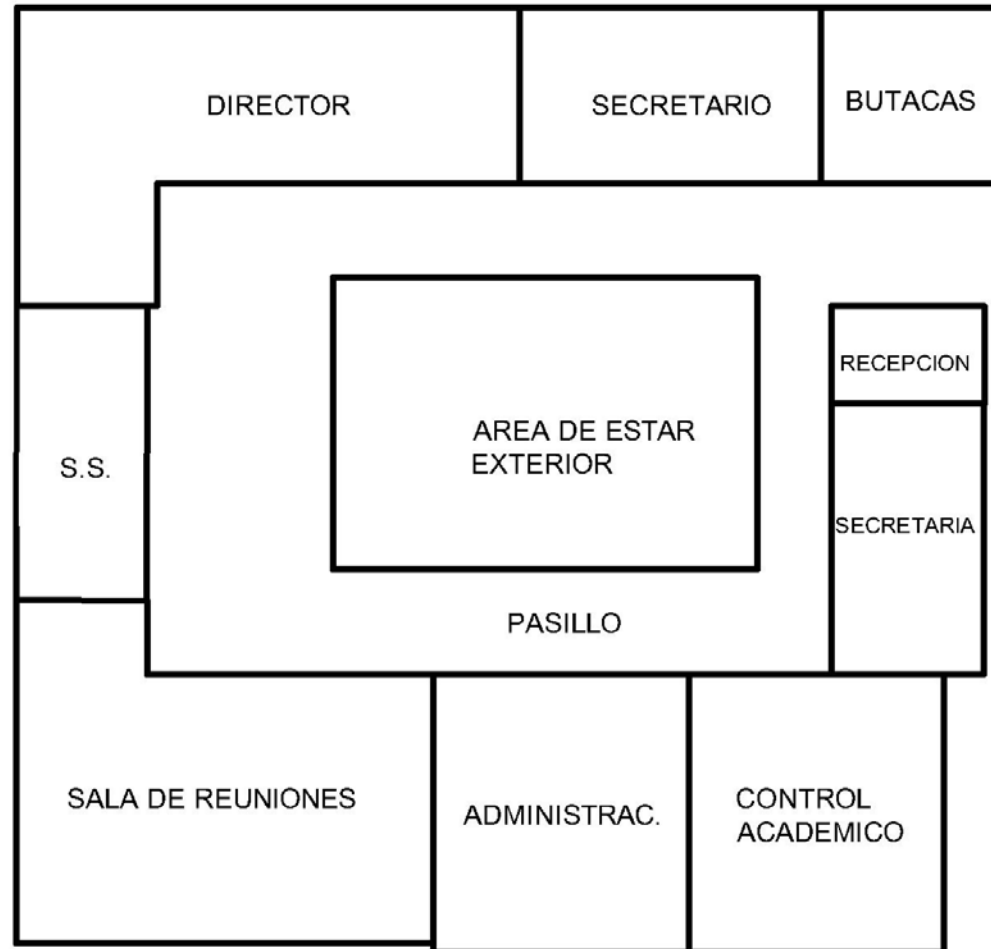 DIRECTOR
SECRETARIO
BUTACAS
RECEPCION
AREA DE ESTAR
EXTERIOR
S.S.
SECRETARIA
PASILLO
SALA DE REUNIONES
ADMINISTRAC.
CONTROL
ACADEMICO